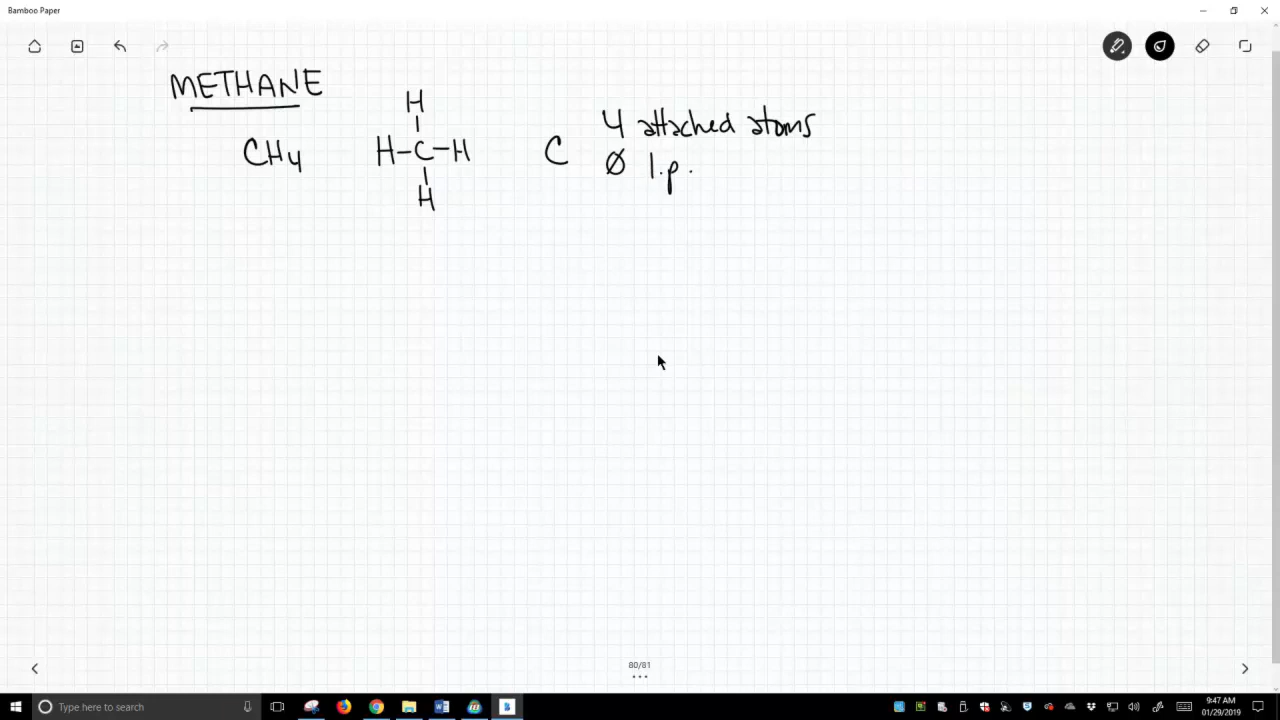 Bamboo Paper
METHANE
H
CH4 H-C-H C 4 attached atoms
H Ø l.p.
80/81
Type here to search
9:47 AM
01/29/2019